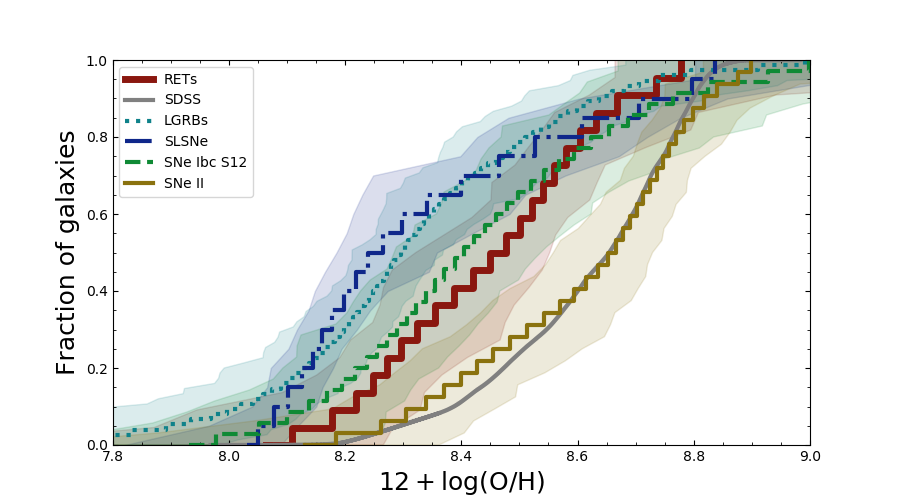 1.0
0.8
0.6
0.4
0.2
0.0
Fraction of galaxies
RETs
SDSS
LGRBs
SLSNe
SNe Ibc S12
SNe II
7.8 8.0 8.2 8.4 8.6 8.8 9.0
12 + log(O/H)